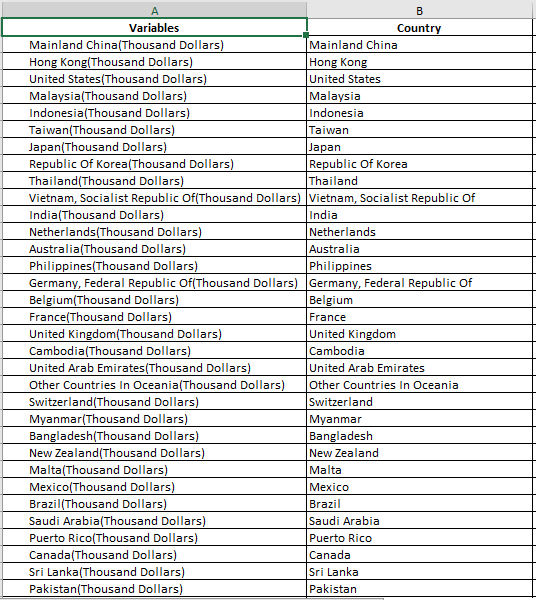 A B
Variables Country
Mainland China(Thousand Dollars) Mainland China
Hong Kong(Thousand Dollars) Hong Kong
United States(Thousand Dollars) United States
Malaysia(Thousand Dollars) Malaysia
Indonesia(Thousand Dollars) Indonesia
Taiwan(Thousand Dollars) Taiwan
Japan(Thousand Dollars) Japan
Republic Of Korea(Thousand Dollars) Republic Of Korea
Thailand(Thousand Dollars) Thailand
Vietnam, Socialist Republic Of(Thousand Dollars) Vietnam, Socialist Republic Of
India(Thousand Dollars) India
Netherlands(Thousand Dollars) Netherlands
Australia(Thousand Dollars) Australia
Philippines(Thousand Dollars) Philippines
Germany, Federal Republic Of(Thousand Dollars) Germany, Federal Republic Of
Belgium(Thousand Dollars) Belgium
France(Thousand Dollars) France
United Kingdom(Thousand Dollars) United Kingdom
Cambodia(Thousand Dollars) Cambodia
United Arab Emirates(Thousand Dollars) United Arab Emirates
Other Countries In Oceania(Thousand Dollars) Other Countries In Oceania
Switzerland(Thousand Dollars) Switzerland
Myanmar(Thousand Dollars) Myanmar
Bangladesh(Thousand Dollars) Bangladesh
New Zealand(Thousand Dollars) New Zealand
Malta(Thousand Dollars) Malta
Mexico(Thousand Dollars) Mexico
Brazil(Thousand Dollars) Brazil
Saudi Arabia(Thousand Dollars) Saudi Arabia
Puerto Rico(Thousand Dollars) Puerto Rico
Canada(Thousand Dollars) Canada
Sri Lanka(Thousand Dollars) Sri Lanka
Pakistan(Thousand Dollars) Pakistan